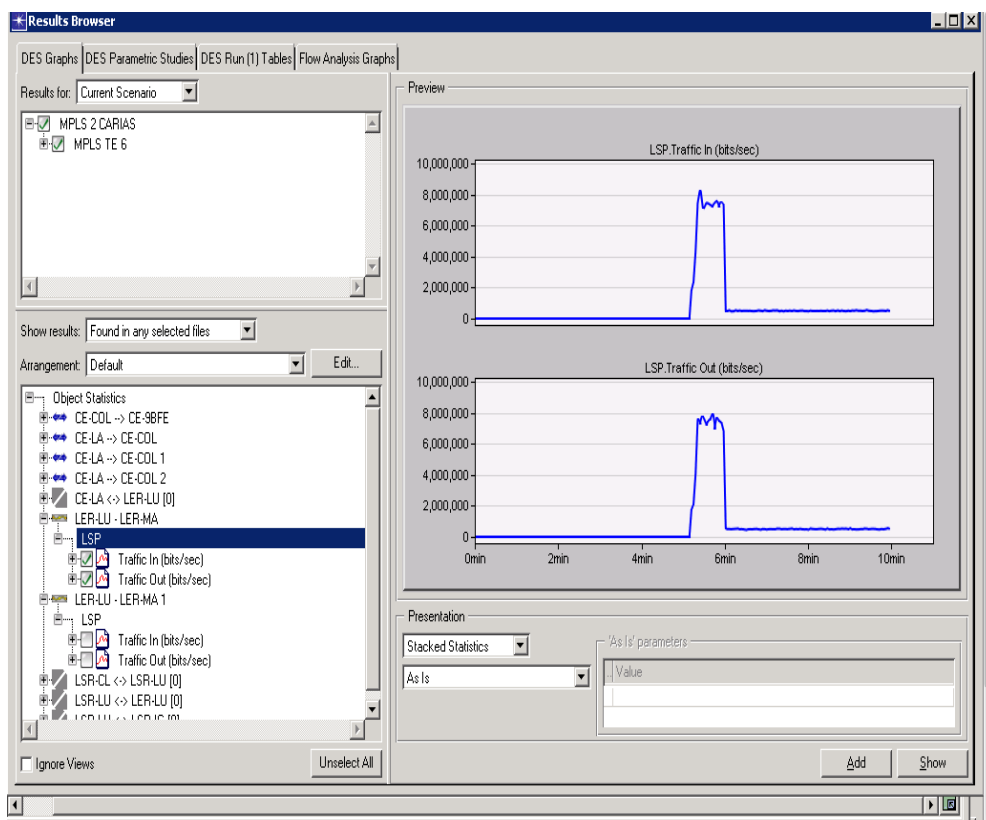 Results Browser
DES Graphs DES Parametric Studies DES Run (1) Tables Flow Analysis Graphs
Results for: Current Scenario
MPLS 2 CARIAS
MPLS TE 6
Show results: Found in any selected files
Arrangement: Default Edit...
Object Statistics
CE-COL --> CE-9BFE
CE-LA --> CE-COL
CE-LA --> CE-COL 1
CE-LA --> CE-COL 2
CE-LA <-> LER-LU [0]
LER-LU - LER-MA
LSP
Traffic In (bits/sec)
Traffic Out (bits/sec)
LER-LU - LER-MA 1
LSP
Traffic In (bits/sec)
Traffic Out (bits/sec)
LSR-CL <-> LSR-LU [0]
LSR-LU <-> LER-LU [0]
Ignore Views Unselect All
Preview
LSP.Traffic In (bits/sec)
10,000,000
8,000,000
6,000,000
4,000,000
2,000,000
0
LSP.Traffic Out (bits/sec)
10,000,000
8,000,000
6,000,000
4,000,000
2,000,000
0
0min 2min 4min 6min 8min 10min
Presentation
Stacked Statistics
As Is
'As Is' parameters
... Value
Add Show